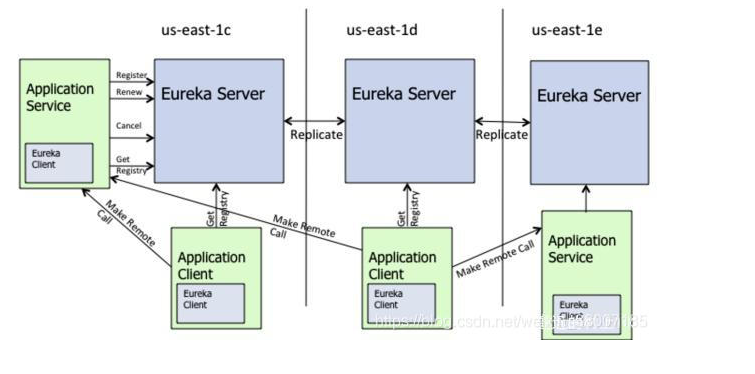 us-east-1c
us-east-1d
us-east-1e
Application
Service
Eureka
Client
Register
Renew
Cancel
Get
Registry
Eureka Server
Replicate
Eureka Server
Replicate
Eureka Server
Make Remote
Call
Get
Registry
Make Remote
Call
Get
Registry
Make Remote Call
Application
Client
Eureka
Client
Application
Client
Eureka
Client
Application
Service
Eureka
Client